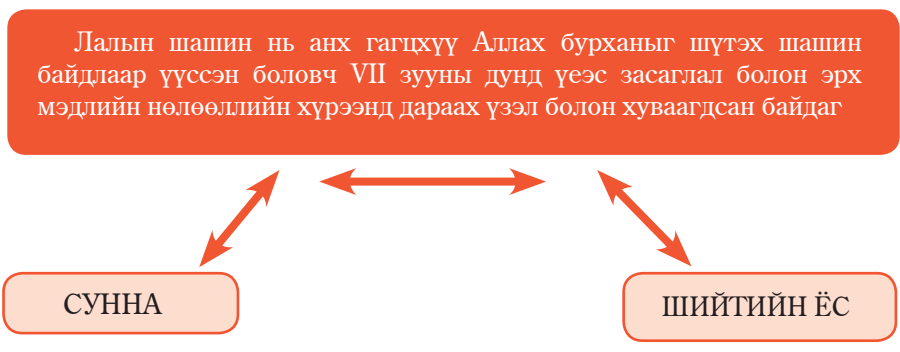 Лалын шашин нь анх гагцхүү Аллах бурханыг шүтэх шашин
байдлаар үүссэн боловч VII зууны дунд үеэс засаглал болон эрх
мэдлийн нөлөөллийн хүрээнд дараах үзэл болон хуваагдсан байдаг
СУННА
ШИЙТИЙН ЁС